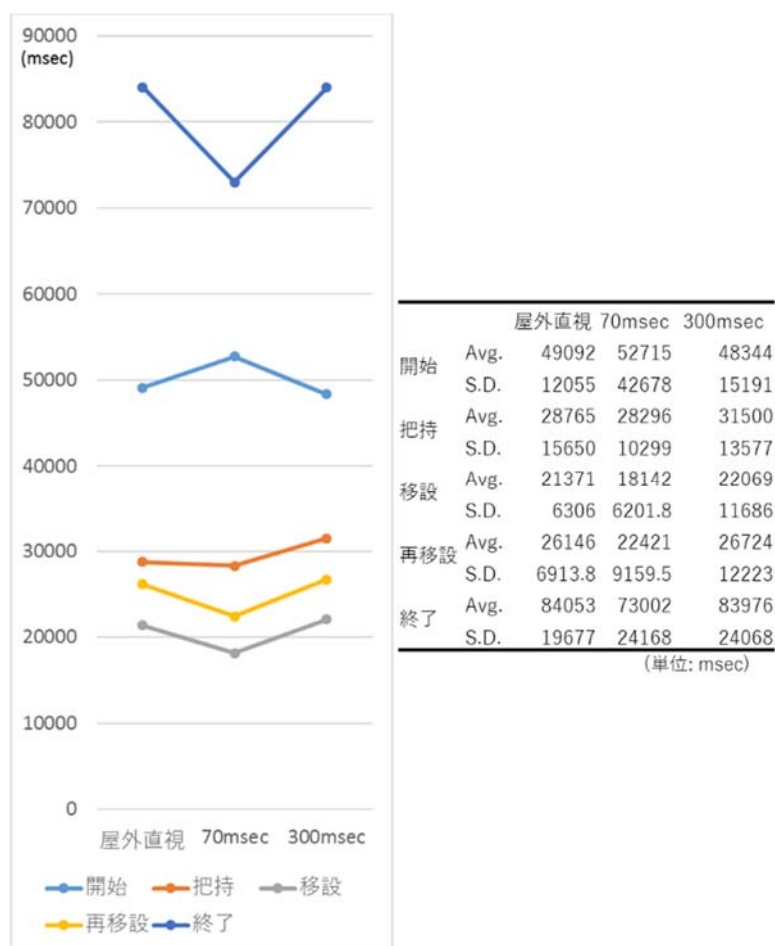 90000
(msec)
80000
70000
60000
50000
40000
30000
20000
10000
0
屋外直視 70msec 300msec
開始 把持 移設
再移設 終了
屋外直視 70msec 300msec
開始 Avg. 49092 52715 48344
S.D. 12055 42678 15191
把持 Avg. 28765 28296 31500
S.D. 15650 10299 13577
移設 Avg. 21371 18142 22069
S.D. 6306 6201.8 11686
再移設 Avg. 26146 22421 26724
S.D. 6913.8 9159.5 12223
終了 Avg. 84053 73002 83976
S.D. 19677 24168 24068
(単位: msec)